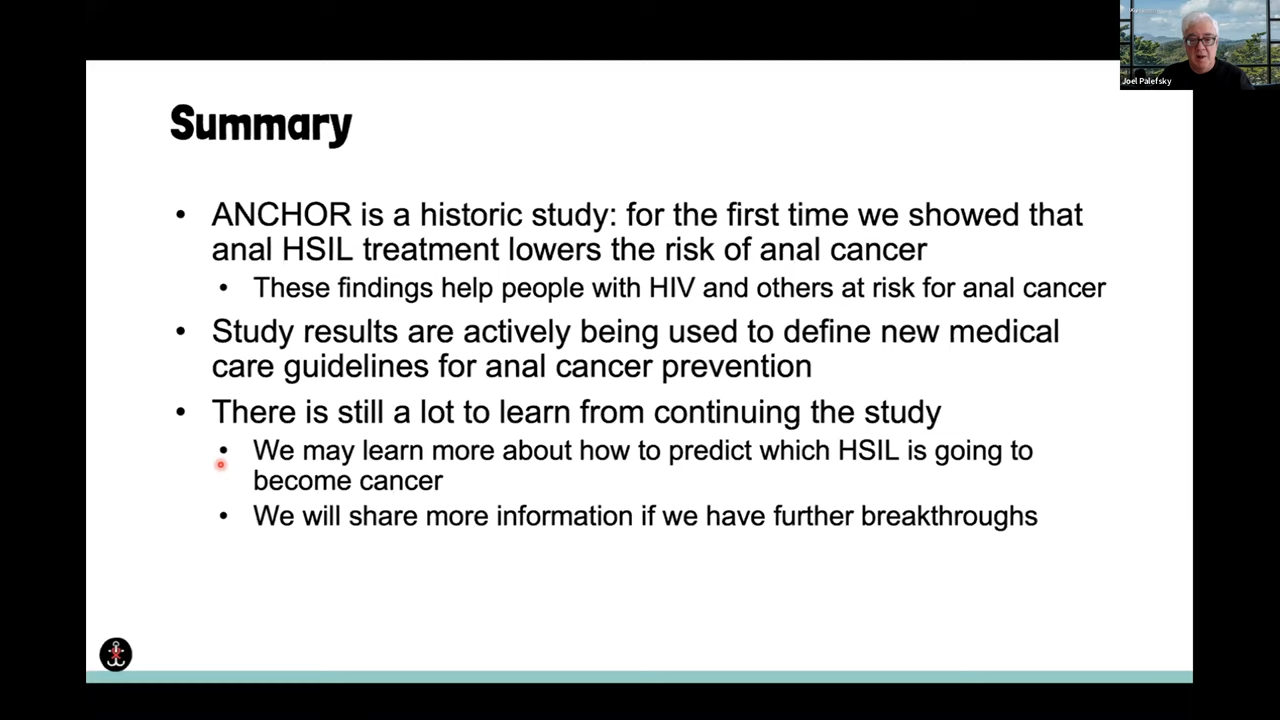 Joel Palefsky
Summary
• ANCHOR is a historic study: for the first time we showed that
anal HSIL treatment lowers the risk of anal cancer
• These findings help people with HIV and others at risk for anal cancer
• Study results are actively being used to define new medical
care guidelines for anal cancer prevention
• There is still a lot to learn from continuing the study
• We may learn more about how to predict which HSIL is going to
become cancer
• We will share more information if we have further breakthroughs